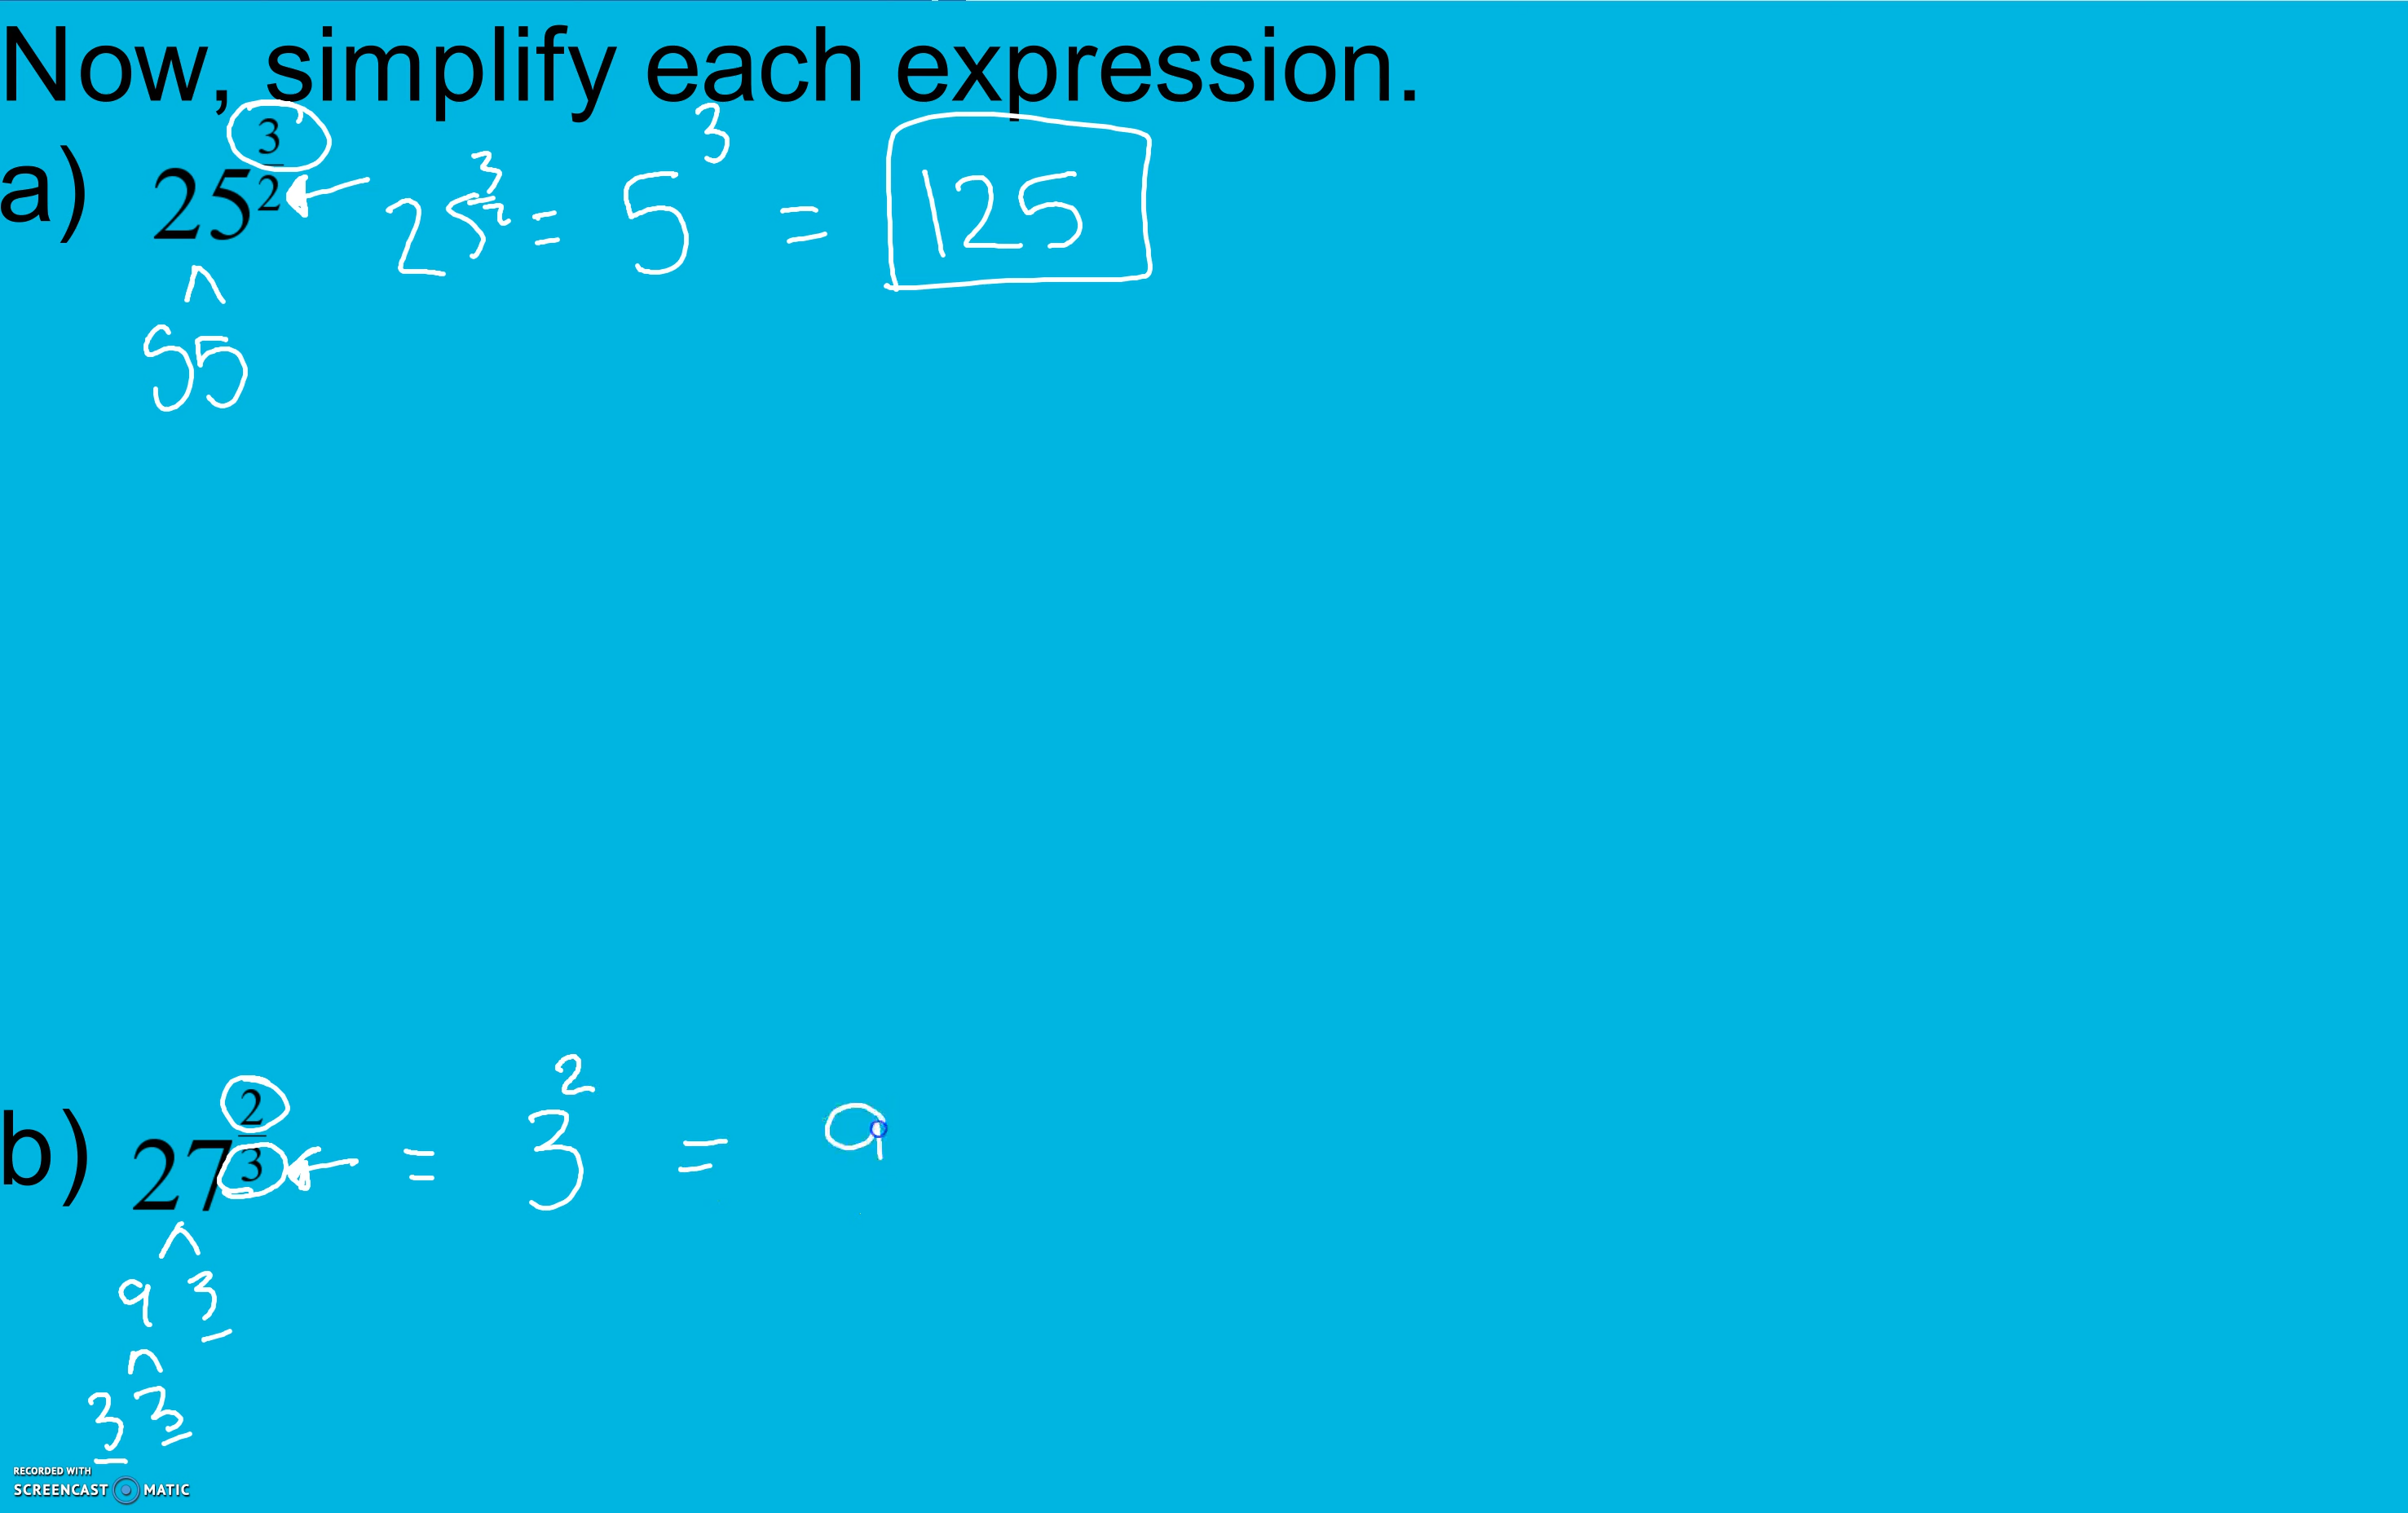 Now, simplify each expression.
a) 25^(3/2) 25^(3/2) = 5^3 = 125
5 5
b) 27^(2/3) = 3^2 = 9
9 3
3 3
RECORDED WITH
SCREENCAST MATIC